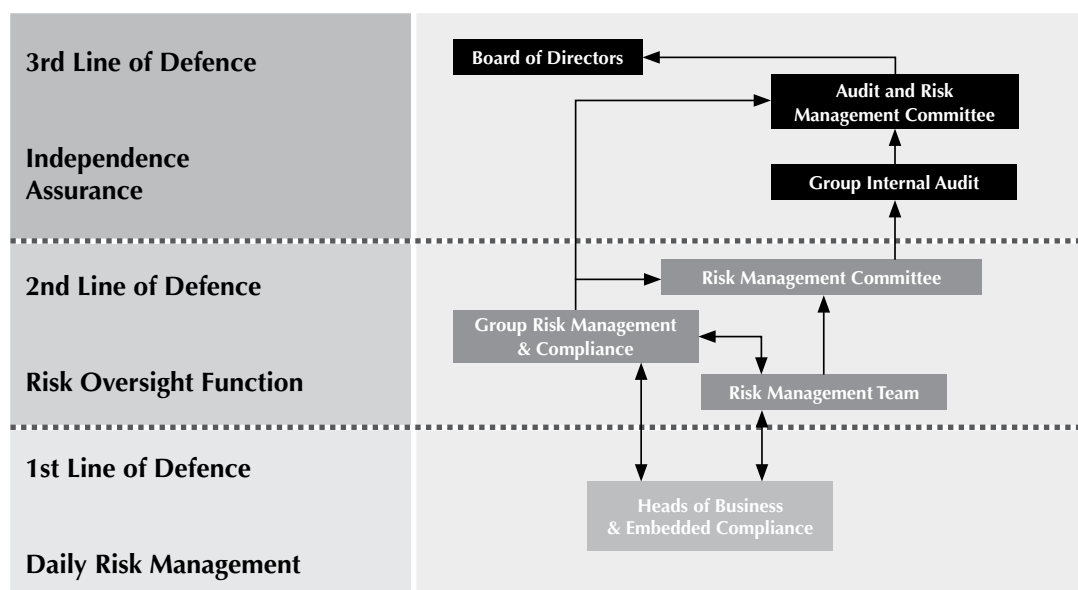 3rd Line of Defence
Independence
Assurance
Board of Directors
Audit and Risk
Management Committee
Group Internal Audit
2nd Line of Defence
Risk Oversight Function
Risk Management Committee
Group Risk Management
& Compliance
Risk Management Team
1st Line of Defence
Daily Risk Management
Heads of Business
& Embedded Compliance